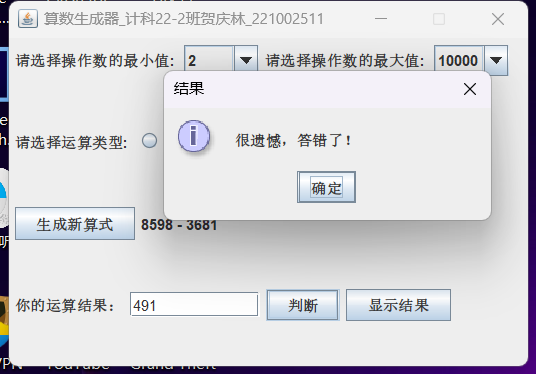 算数生成器_计科22-2班贺庆林_221002511
请选择操作数的最小值: 2 请选择操作数的最大值: 10000
结果
很遗憾，答错了！
请选择运算类型:
确定
生成新算式 8598 - 3681
你的运算结果： 491 判断 显示结果
YouTube Grand Theft